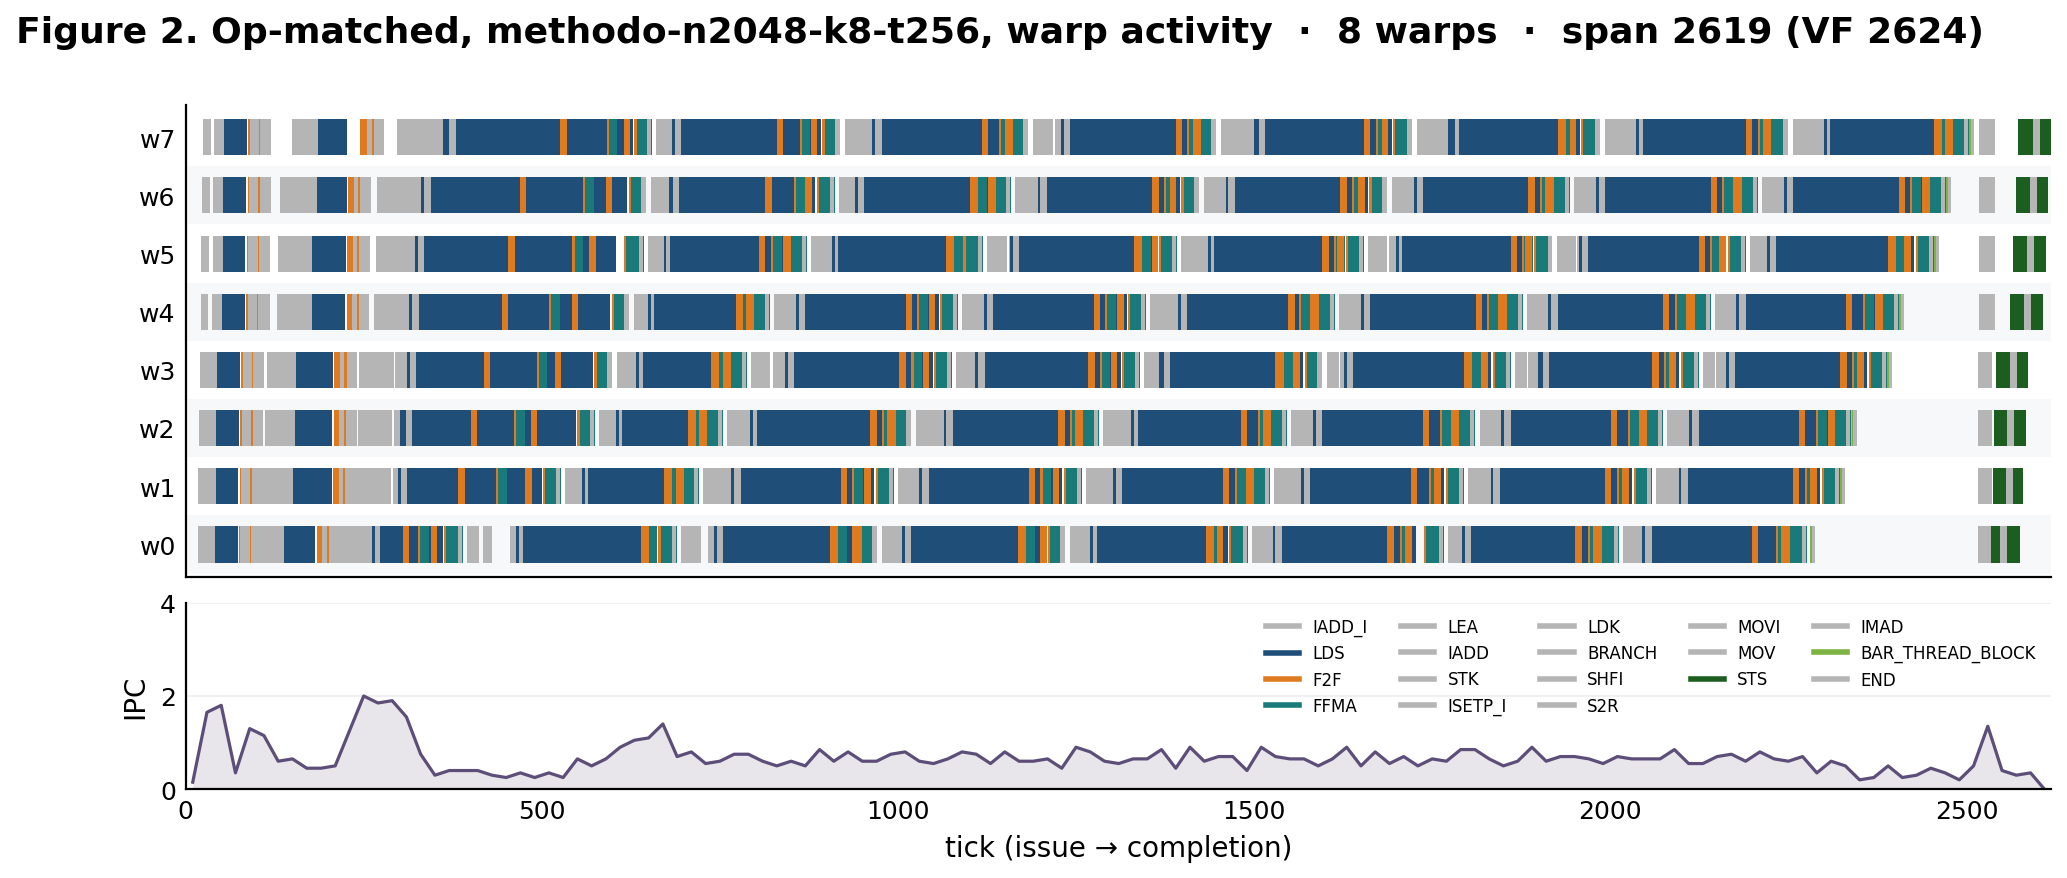 Figure 2. Op-matched, methodo-n2048-k8-t256, warp activity · 8 warps · span 2619 (VF 2624)
w7
w6
w5
w4
w3
w2
w1
w0
4
2
0
IPC
IADD_I LEA LDK MOVI IMAD
LDS IADD BRANCH MOV BAR_THREAD_BLOCK
F2F STK SHFI STS END
FFMA ISETP_I S2R
0 500 1000 1500 2000 2500
tick (issue → completion)